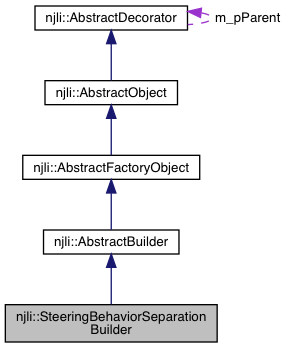 njli::AbstractDecorator
m_pParent
njli::AbstractObject
njli::AbstractFactoryObject
njli::AbstractBuilder
njli::SteeringBehaviorSeparation
Builder